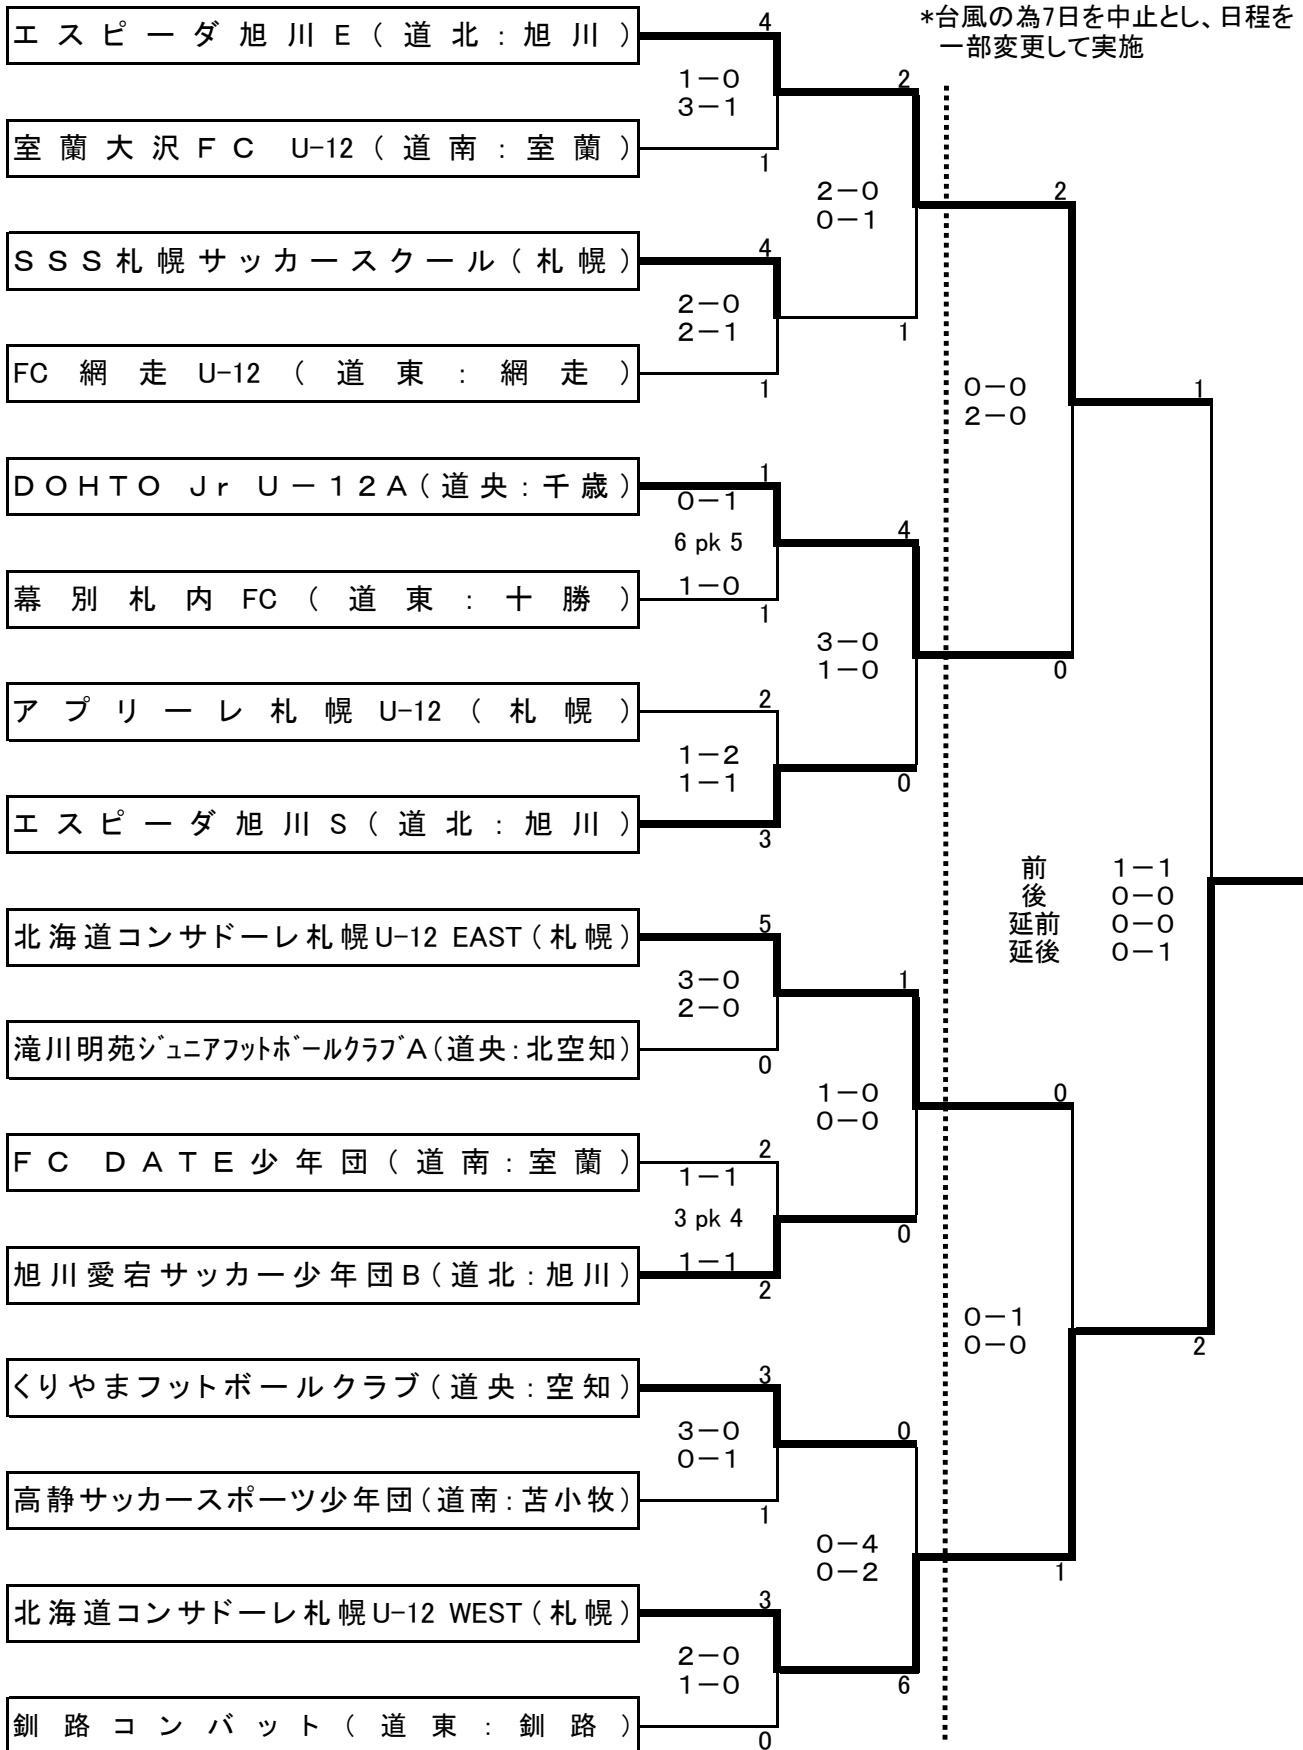 *台風の為7日を中止とし、日程を
一部変更して実施
エスピーダ旭川E(道北:旭川)
4
1-0
3-1
2
室蘭大沢FC U-12(道南:室蘭)
1
2-0
0-1
2
SSS札幌サッカースクール(札幌)
4
2-0
2-1
1
FC網走U-12(道東:網走)
1
0-0
2-0
1
DOHTO Jr U-12A(道央:千歳)
1
0-1
6 pk 5
1-0
4
幕別札内FC(道東:十勝)
1
3-0
1-0
0
アプリーレ札幌U-12(札幌)
2
1-2
1-1
0
エスピーダ旭川S(道北:旭川)
3
前 1-1
後 0-0
延前 0-0
延後 0-1
北海道コンサドーレ札幌U-12 EAST(札幌)
5
3-0
2-0
1
滝川明苑ジュニアフットボールクラブA(道央:北空知)
0
1-0
0-0
0
FC DATE少年団(道南:室蘭)
2
1-1
3 pk 4
1-1
0
旭川愛宕サッカー少年団B(道北:旭川)
2
0-1
0-0
2
くりやまフットボールクラブ(道央:空知)
3
3-0
0-1
0
高静サッカースポーツ少年団(道南:苫小牧)
1
0-4
0-2
1
北海道コンサドーレ札幌U-12 WEST(札幌)
3
2-0
1-0
6
釧路コンバット(道東:釧路)
0